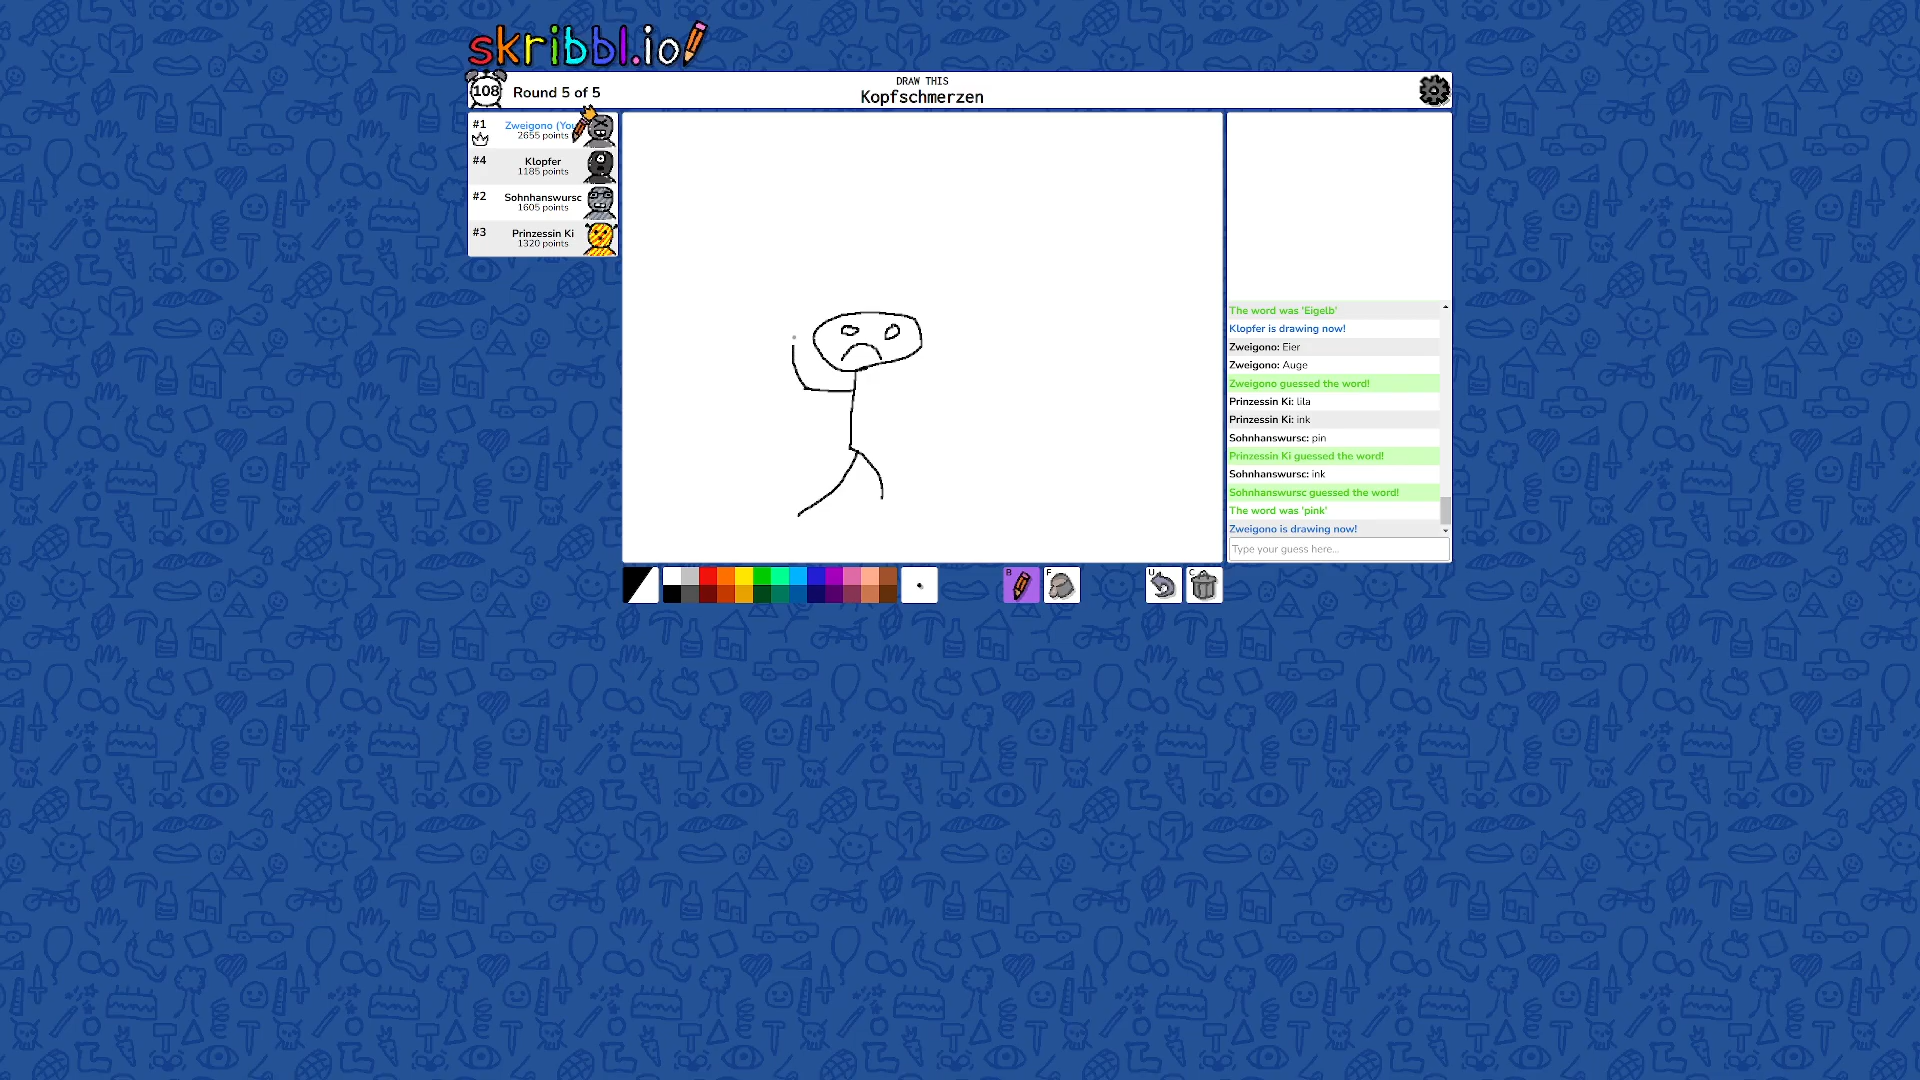 skribbl.io
108
Round 5 of 5
DRAW THIS
Kopfschmerzen
#1
Zweigono (You
2655 points
#4
Klopfer
1185 points
#2
Sohnhanswursc
1605 points
#3
Prinzessin Ki
1320 points
The word was 'Eigelb'
Klopfer is drawing now!
Zweigono: Eier
Zweigono: Auge
Zweigono guessed the word!
Prinzessin Ki: lila
Prinzessin Ki: ink
Sohnhanswursc: pin
Prinzessin Ki guessed the word!
Sohnhanswursc: ink
Sohnhanswursc guessed the word!
The word was 'pink'
Zweigono is drawing now!
Type your guess here...
B
F
U
C